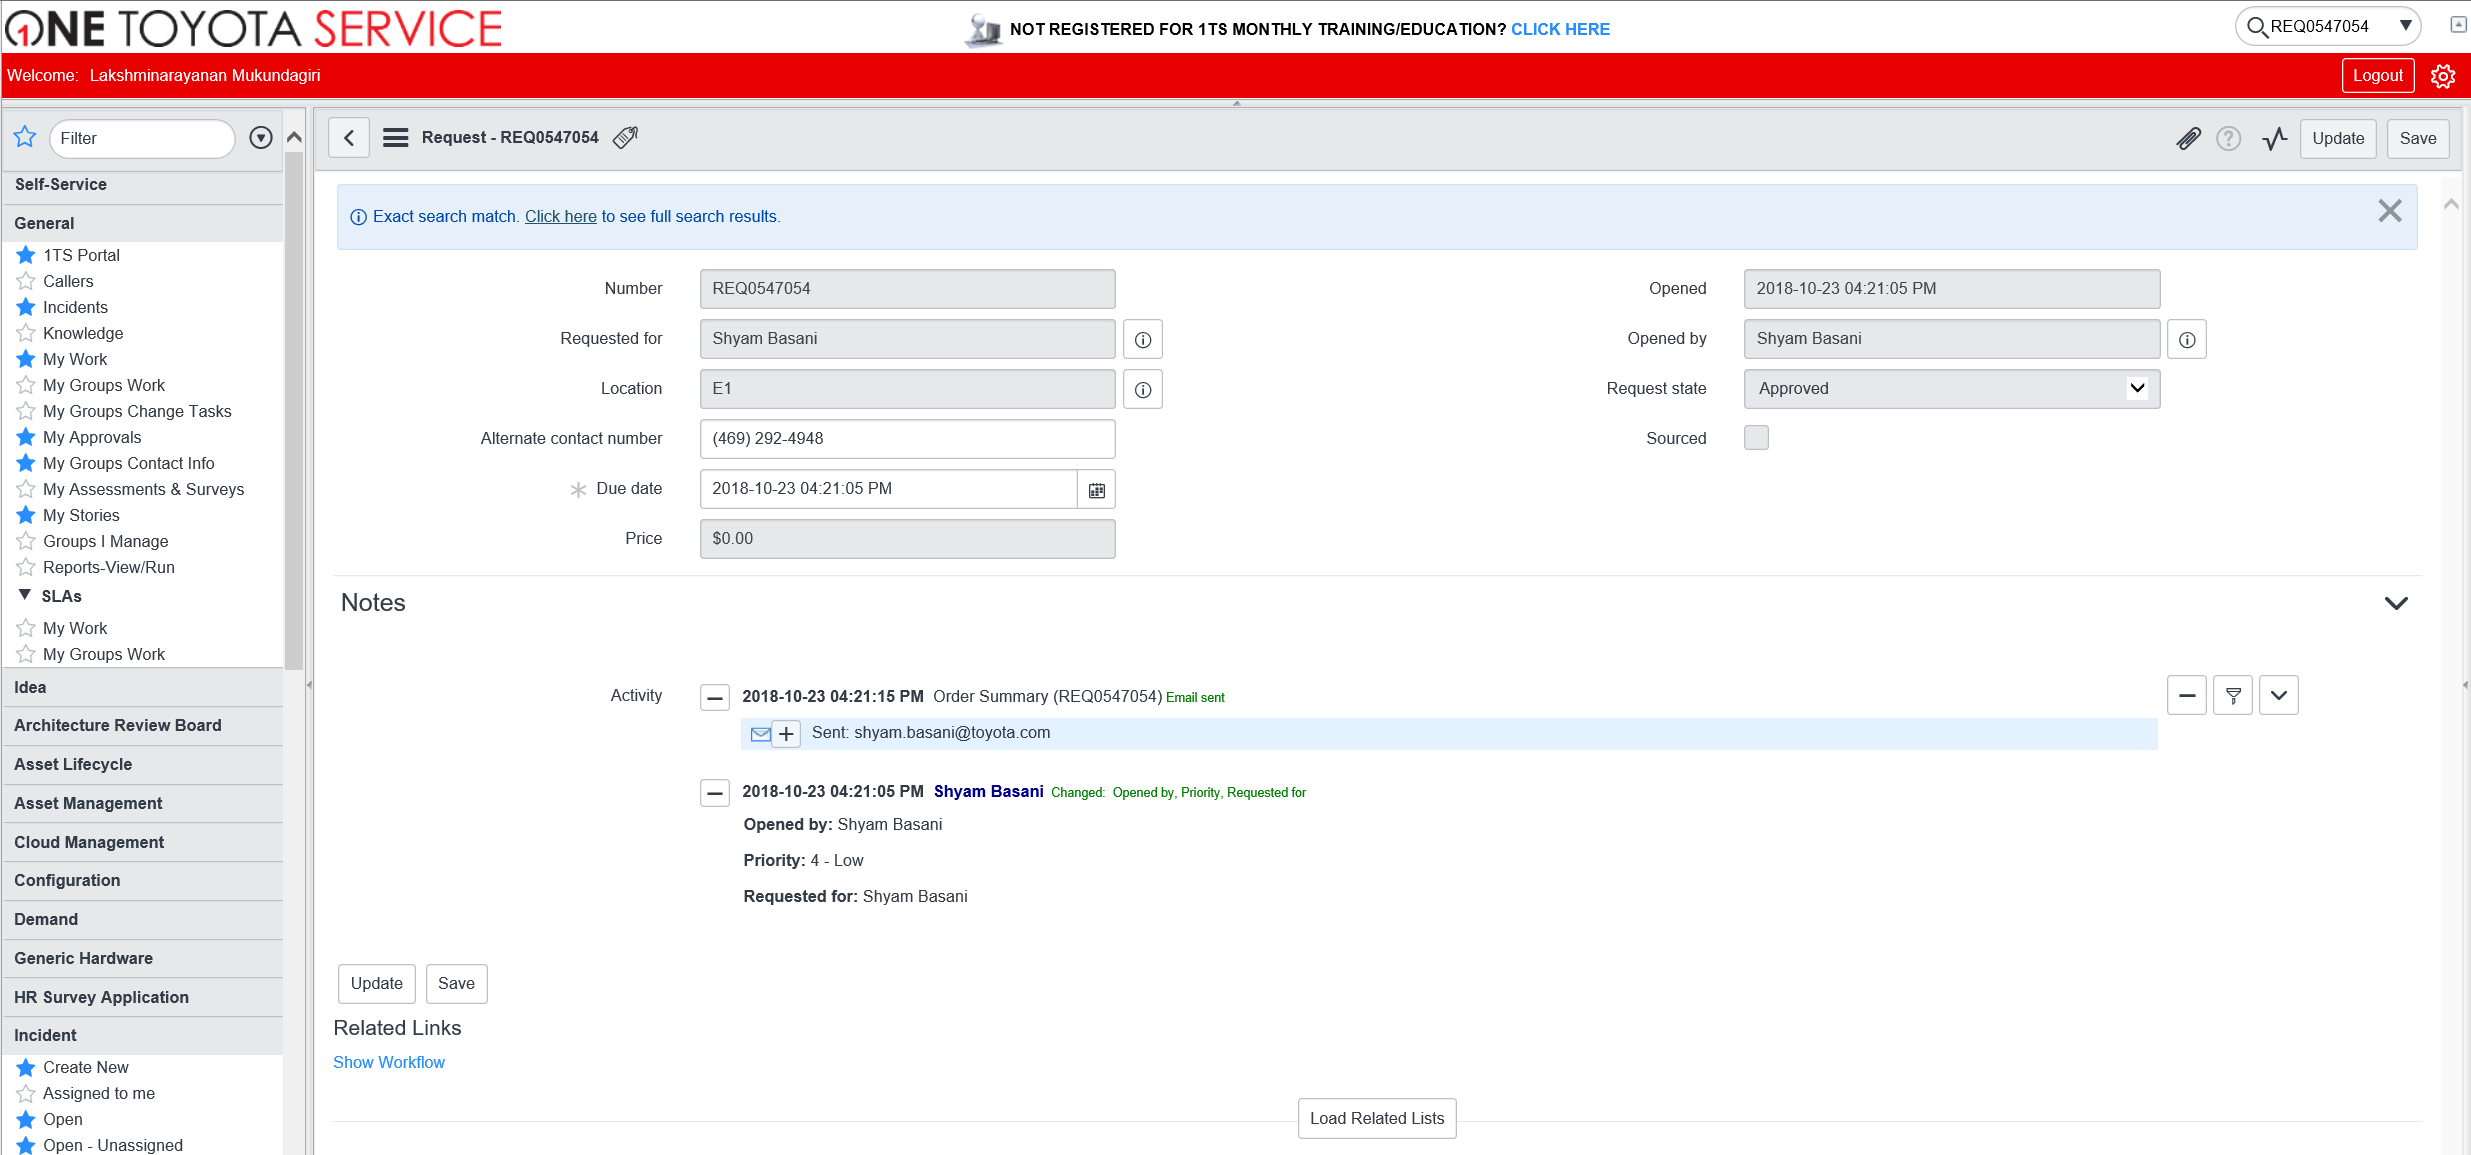 ONE TOYOTA SERVICE
NOT REGISTERED FOR 1TS MONTHLY TRAINING/EDUCATION? CLICK HERE
REQ0547054
Welcome: Lakshminarayanan Mukundagiri
Logout
Filter
Request - REQ0547054
Update
Save
Self-Service
General
1TS Portal
Callers
Incidents
Knowledge
My Work
My Groups Work
My Groups Change Tasks
My Approvals
My Groups Contact Info
My Assessments & Surveys
My Stories
Groups I Manage
Reports-View/Run
SLAs
My Work
My Groups Work
Idea
Architecture Review Board
Asset Lifecycle
Asset Management
Cloud Management
Configuration
Demand
Generic Hardware
HR Survey Application
Incident
Create New
Assigned to me
Open
Open - Unassigned
Exact search match. Click here to see full search results.
Number REQ0547054
Requested for Shyam Basani
Location E1
Alternate contact number (469) 292-4948
Due date 2018-10-23 04:21:05 PM
Price $0.00
Opened 2018-10-23 04:21:05 PM
Opened by Shyam Basani
Request state Approved
Sourced
Notes
Activity
2018-10-23 04:21:15 PM Order Summary (REQ0547054) Email sent
Sent: shyam.basani@toyota.com
2018-10-23 04:21:05 PM Shyam Basani Changed: Opened by, Priority, Requested for
Opened by: Shyam Basani
Priority: 4 - Low
Requested for: Shyam Basani
Update
Save
Related Links
Show Workflow
Load Related Lists